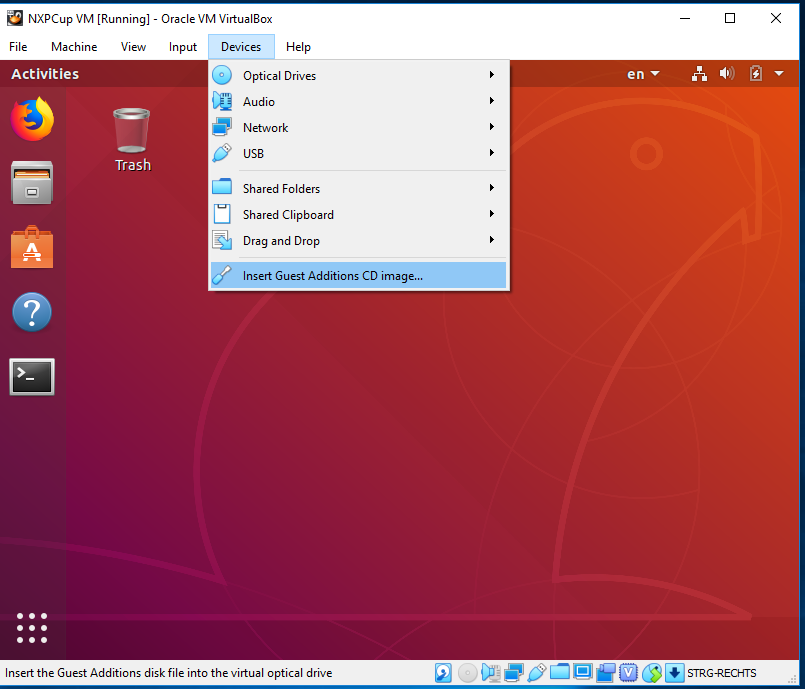 NXPCup VM [Running] - Oracle VM VirtualBox
File Machine View Input Devices Help
Activities
en
Optical Drives
Audio
Network
USB
Shared Folders
Shared Clipboard
Drag and Drop
Insert Guest Additions CD image...
Trash
Insert the Guest Additions disk file into the virtual optical drive
STRG-RECHTS